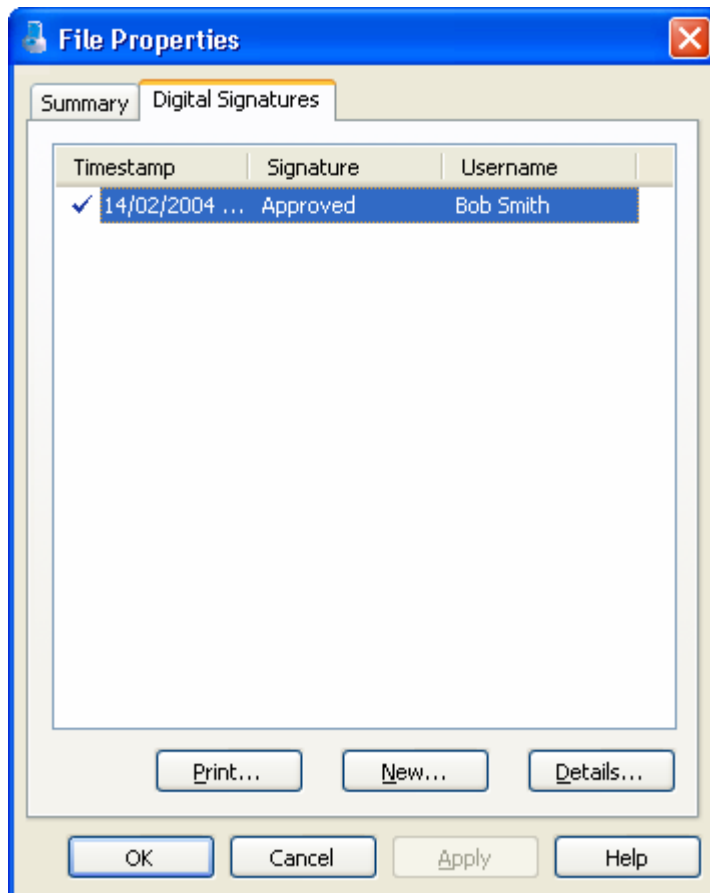 File Properties
Summary Digital Signatures
Timestamp Signature Username
14/02/2004 ... Approved Bob Smith
Print... New... Details...
OK Cancel Apply Help